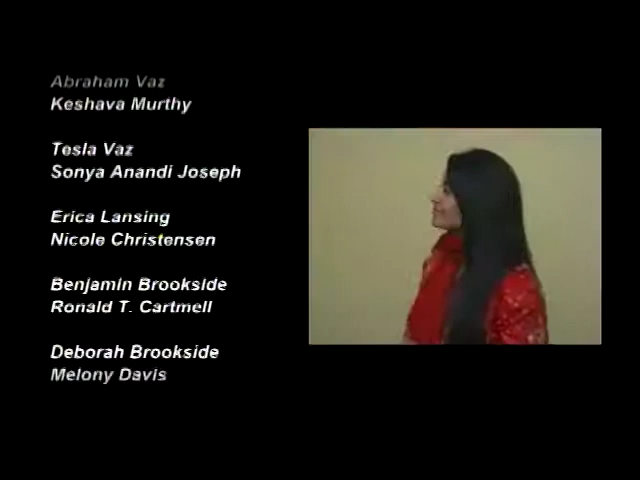 Abraham Vaz
Keshava Murthy
Tesla Vaz
Sonya Anandi Joseph
Erica Lansing
Nicole Christensen
Benjamin Brookside
Ronald T. Cartmell
Deborah Brookside
Melony Davis